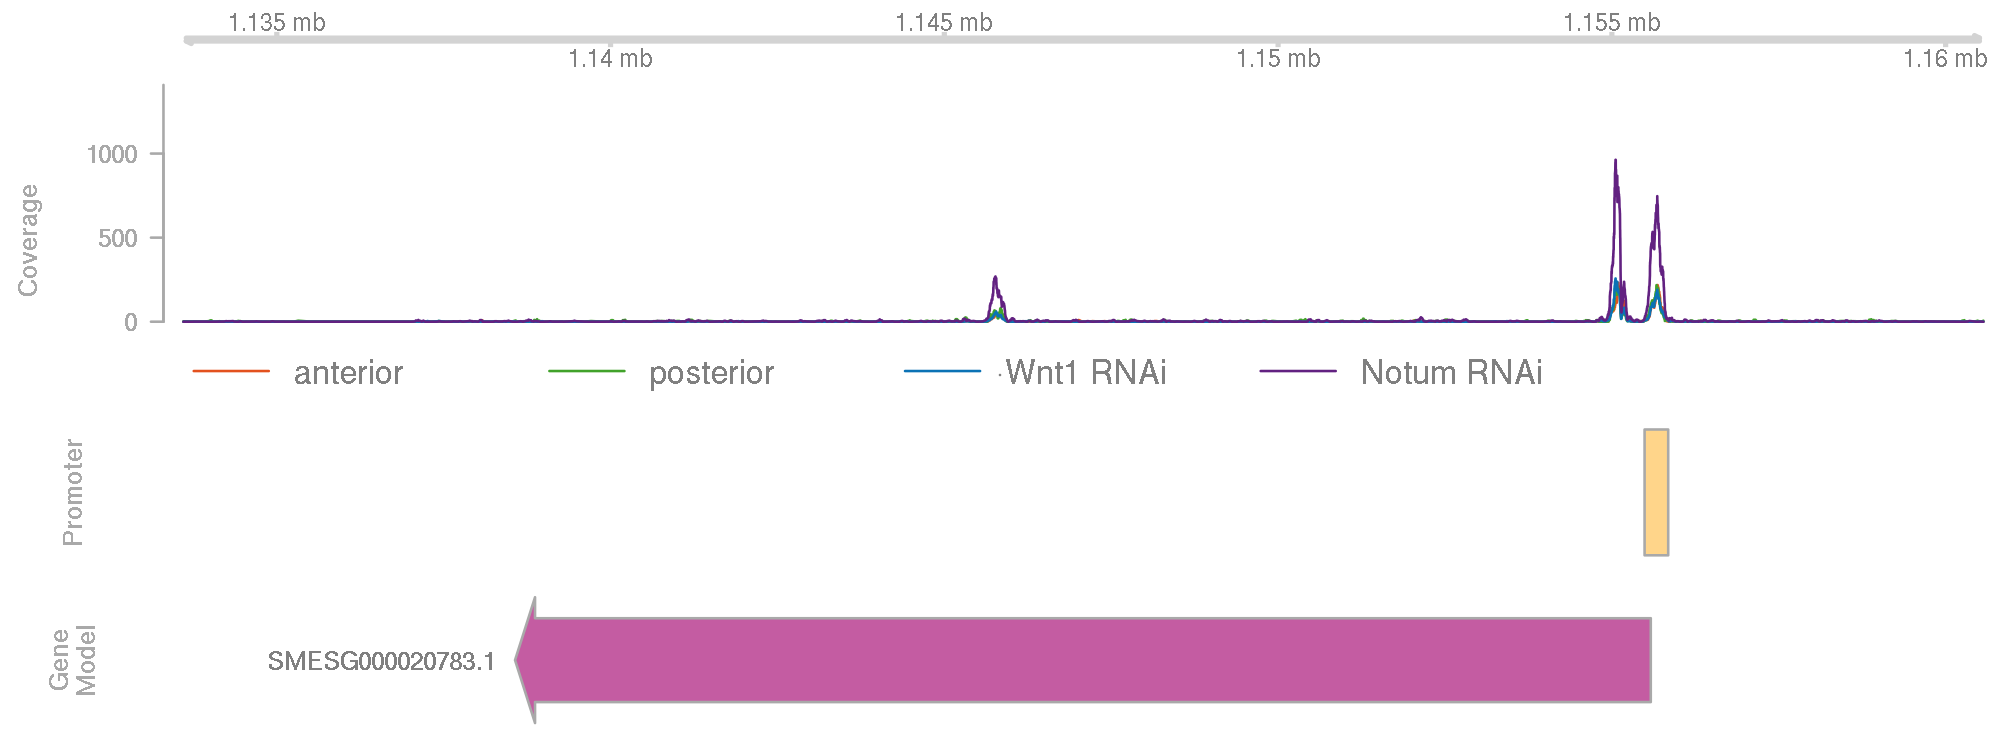 1.135 mb
1.145 mb
1.155 mb
1.14 mb
1.15 mb
1.16 mb
Coverage
1000
500
0
anterior
posterior
Wnt1 RNAi
Notum RNAi
Promoter
Gene
Model
SMESG000020783.1